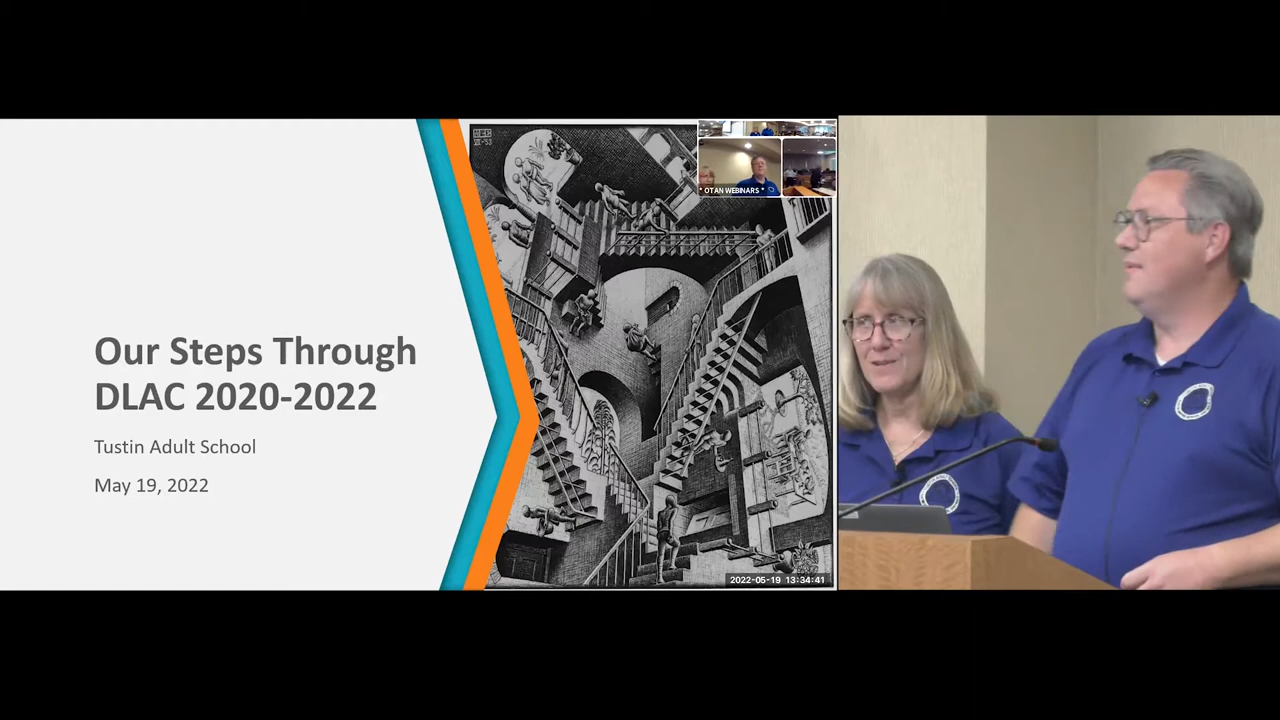 Our Steps Through
DLAC 2020-2022
Tustin Adult School
May 19, 2022
* OTAN WEBINARS *
2022-05-19 13:34:41